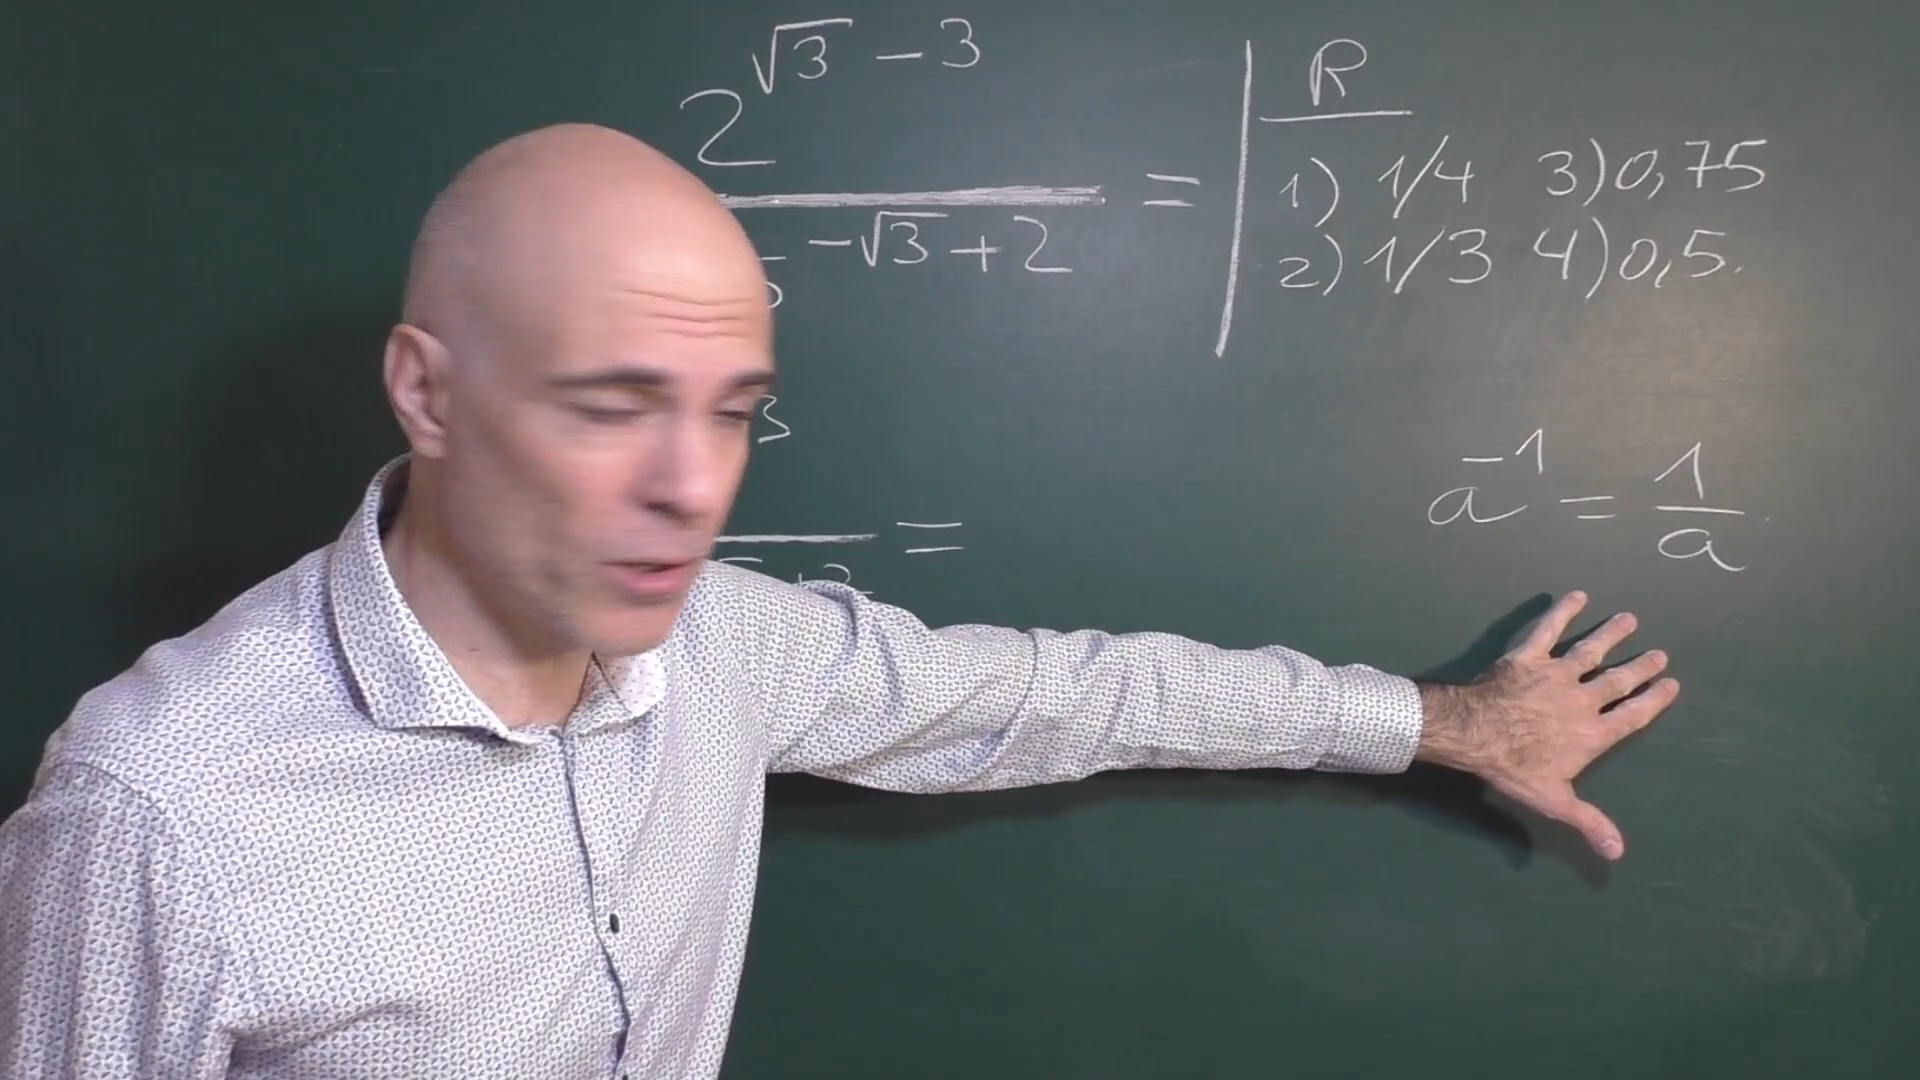 2^(√3 - 3)
-√3 + 2
=
R
1) 1/4 3) 0,75
2) 1/3 4) 0,5.
3
=
a^-1 = 1/a